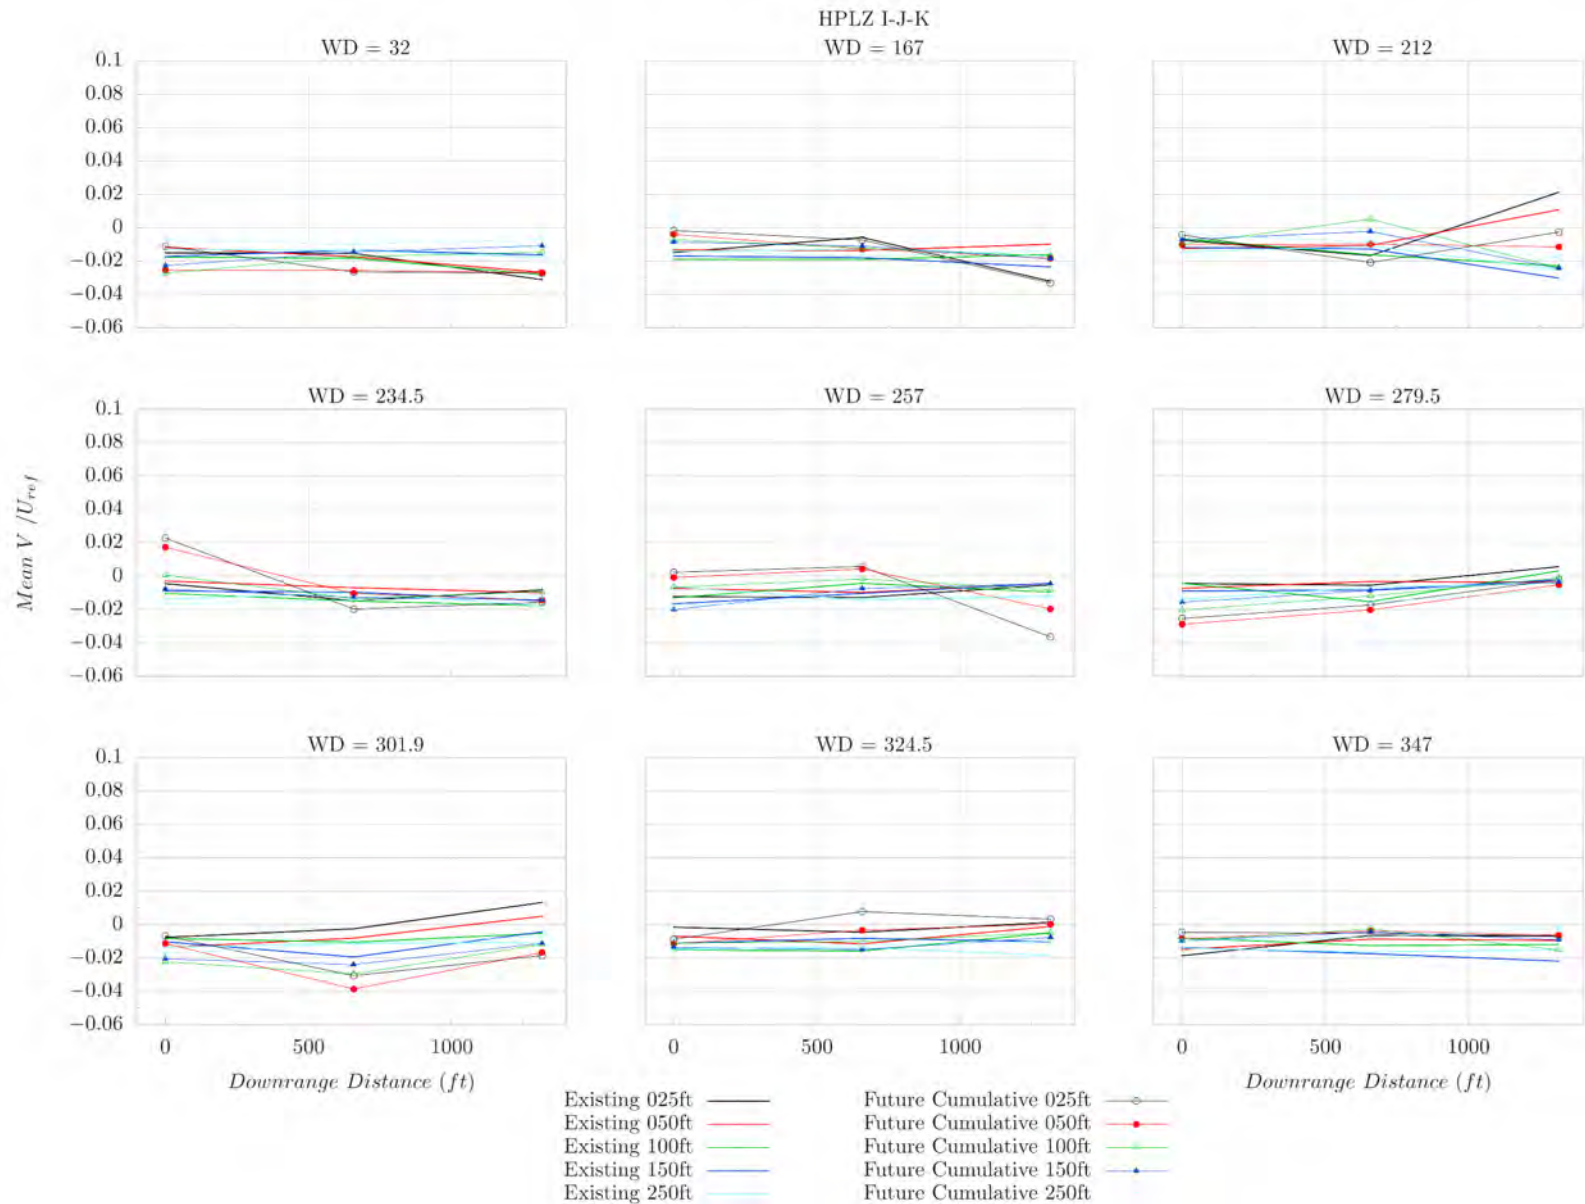 HPLZ I-J-K
WD = 32
WD = 167
WD = 212
0.1
0.08
0.06
0.04
0.02
0
−0.02
−0.04
−0.06
WD = 234.5
WD = 257
WD = 279.5
0.1
0.08
0.06
0.04
0.02
0
−0.02
−0.04
−0.06
Mean V /U_ref
WD = 301.9
WD = 324.5
WD = 347
0.1
0.08
0.06
0.04
0.02
0
−0.02
−0.04
−0.06
0 500 1000
0 500 1000
0 500 1000
Downrange Distance (ft)
Downrange Distance (ft)
Existing 025ft
Existing 050ft
Existing 100ft
Existing 150ft
Existing 250ft
Future Cumulative 025ft
Future Cumulative 050ft
Future Cumulative 100ft
Future Cumulative 150ft
Future Cumulative 250ft